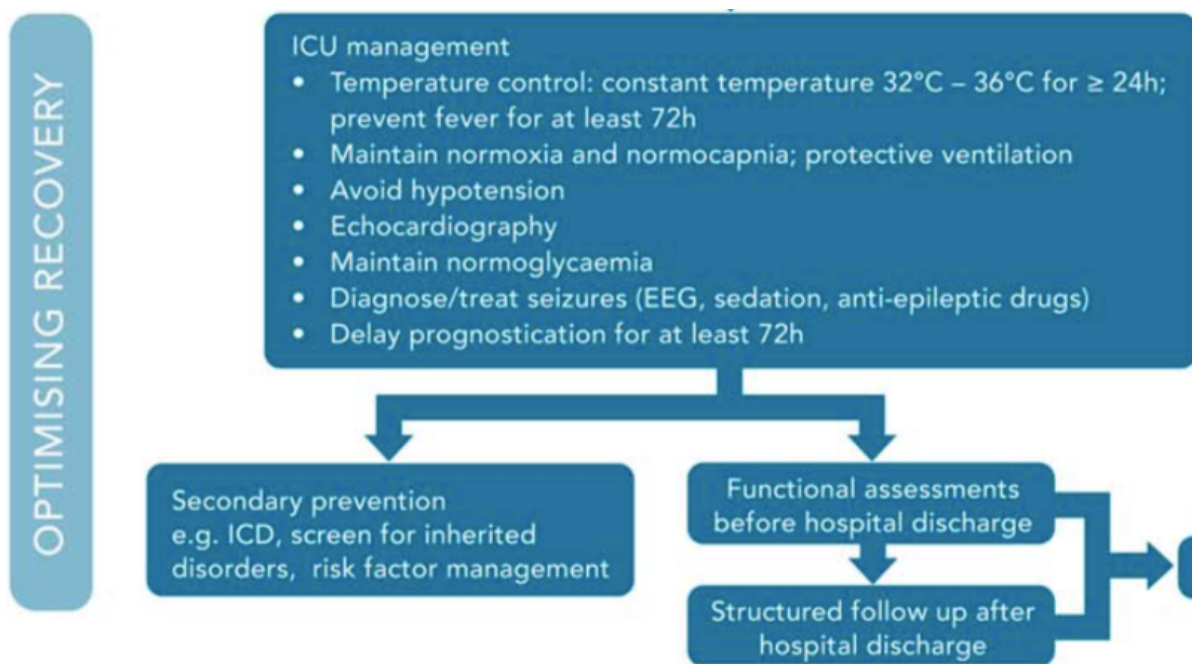 OPTIMISING RECOVERY
ICU management
• Temperature control: constant temperature 32°C – 36°C for ≥ 24h;
prevent fever for at least 72h
• Maintain normoxia and normocapnia; protective ventilation
• Avoid hypotension
• Echocardiography
• Maintain normoglycaemia
• Diagnose/treat seizures (EEG, sedation, anti-epileptic drugs)
• Delay prognostication for at least 72h
Secondary prevention
e.g. ICD, screen for inherited
disorders, risk factor management
Functional assessments
before hospital discharge
Structured follow up after
hospital discharge